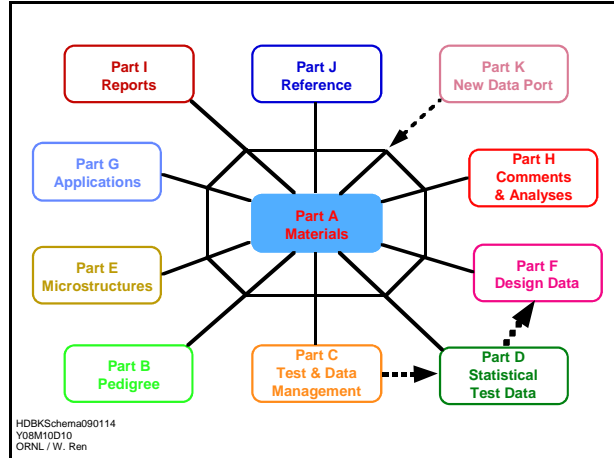 Part I
Reports
Part J
Reference
Part K
New Data Port
Part G
Applications
Part H
Comments
& Analyses
Part A
Materials
Part E
Microstructures
Part F
Design Data
Part B
Pedigree
Part C
Test & Data
Management
Part D
Statistical
Test Data
HDBKSchema090114
Y08M10D10
ORNL / W. Ren